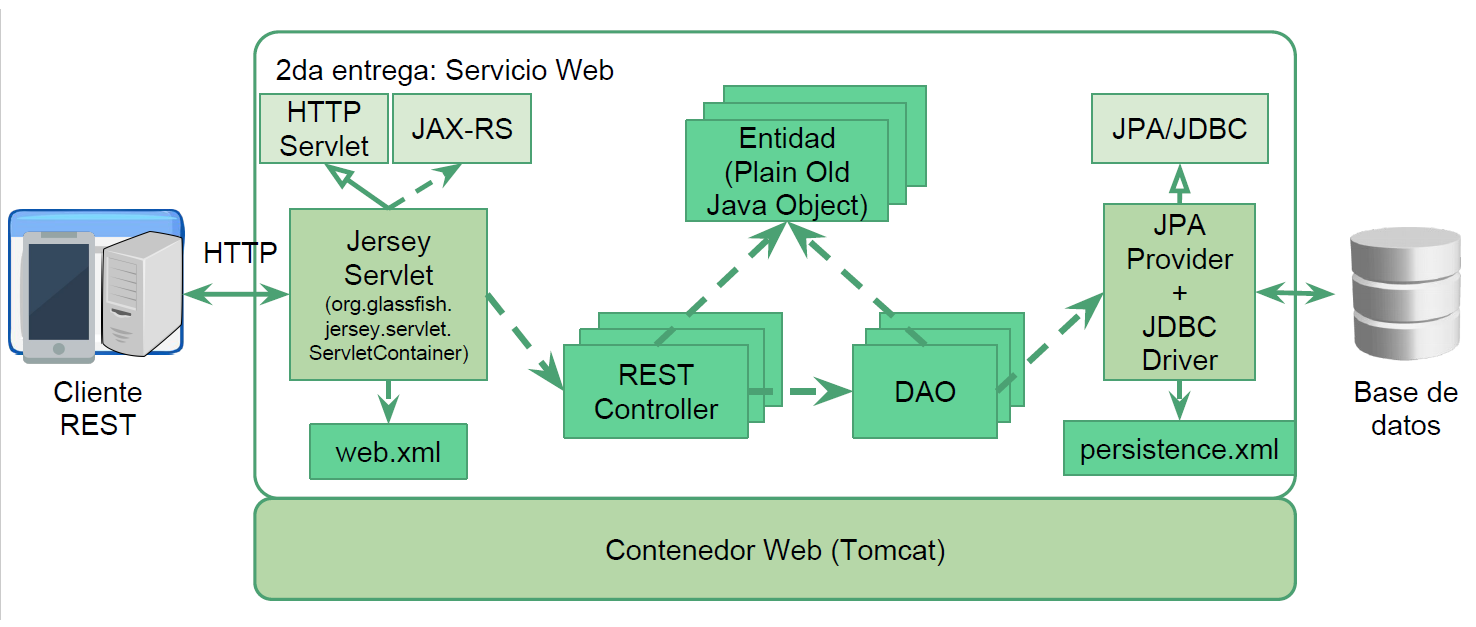 2da entrega: Servicio Web
HTTP
Servlet
JAX-RS
Entidad
(Plain Old
Java Object)
JPA/JDBC
HTTP
Jersey
Servlet
(org.glassfish.
jersey.servlet.
ServletContainer)
JPA
Provider
+
JDBC
Driver
REST
Controller
DAO
Cliente
REST
Base de
datos
web.xml
persistence.xml
Contenedor Web (Tomcat)